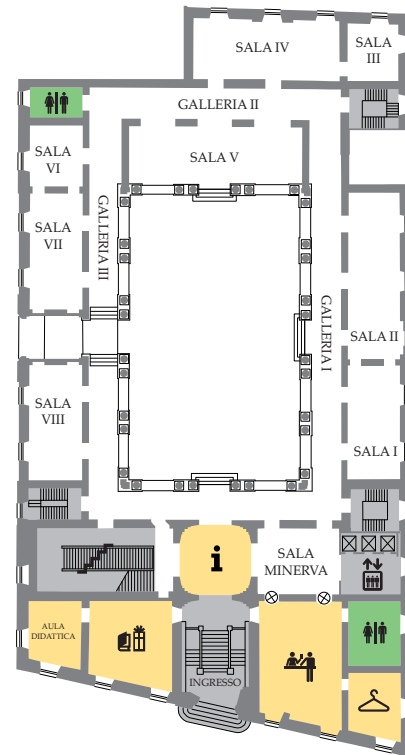 SALA IV
SALA
III
GALLERIA II
SALA
VI
SALA V
SALA
VII
GALLERIA III
GALLERIA I
SALA II
SALA
VIII
SALA I
i
SALA
MINERVA
AULA
DIDATTICA
INGRESSO